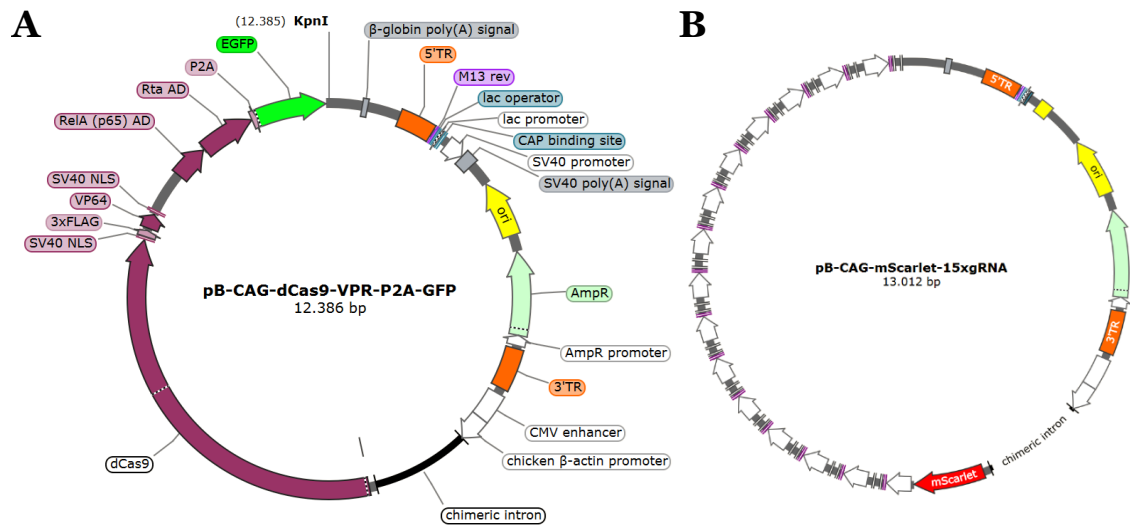 A
(12.385) KpnI
β-globin poly(A) signal
EGFP
5'TR
P2A
M13 rev
Rta AD
lac operator
lac promoter
RelA (p65) AD
CAP binding site
SV40 promoter
SV40 NLS
SV40 poly(A) signal
VP64
3xFLAG
ori
SV40 NLS
pB-CAG-dCas9-VPR-P2A-GFP
12.386 bp
AmpR
AmpR promoter
3'TR
CMV enhancer
dCas9
chicken β-actin promoter
chimeric intron
B
5'TR
ori
pB-CAG-mScarlet-15xgRNA
13.012 bp
3'TR
chimeric intron
mScarlet